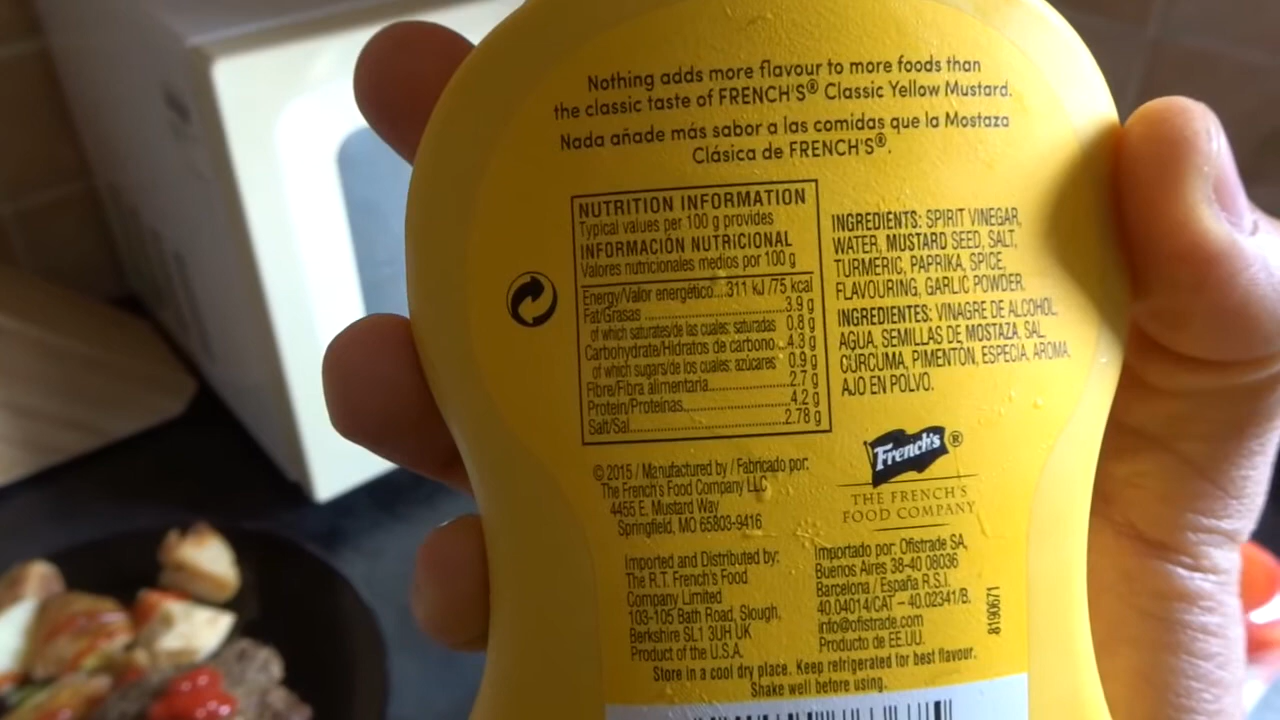 Nothing adds more flavour to more foods than
the classic taste of FRENCH'S® Classic Yellow Mustard.
Nada añade más sabor a las comidas que la Mostaza
Clásica de FRENCH'S®.
NUTRITION INFORMATION
Typical values per 100 g provides
INFORMACIÓN NUTRICIONAL
Valores nutricionales medios por 100 g
Energy/Valor energético....311 kJ /75 kcal
Fat/Grasas ..............................3.9 g
of which saturates/de las cuales: saturadas 0.8 g
Carbohydrate/Hidratos de carbono...4.3 g
of which sugars/de los cuales: azúcares 0.9 g
Fibre/Fibra alimentaria.................2.7 g
Protein/Proteínas........................4.2 g
Salt/Sal...................................2.78 g
INGREDIENTS: SPIRIT VINEGAR,
WATER, MUSTARD SEED, SALT,
TURMERIC, PAPRIKA, SPICE,
FLAVOURING, GARLIC POWDER.
INGREDIENTES: VINAGRE DE ALCOHOL,
AGUA, SEMILLAS DE MOSTAZA, SAL,
CÚRCUMA, PIMENTÓN, ESPECIA, AROMA,
AJO EN POLVO.
French's®
THE FRENCH'S
FOOD COMPANY
© 2015 / Manufactured by / Fabricado por:
The French's Food Company LLC
4455 E. Mustard Way
Springfield, MO 65803-9416
Imported and Distributed by:
The R.T. French's Food
Company Limited
103-105 Bath Road, Slough,
Berkshire SL1 3UH UK
Product of the U.S.A.
Importado por: Ofistrade SA,
Buenos Aires 38-40 08036
Barcelona / España R.S.I.
40.04014/CAT – 40.02341/B.
info@ofistrade.com
Producto de EE.UU.
8190671
Store in a cool dry place. Keep refrigerated for best flavour.
Shake well before using.